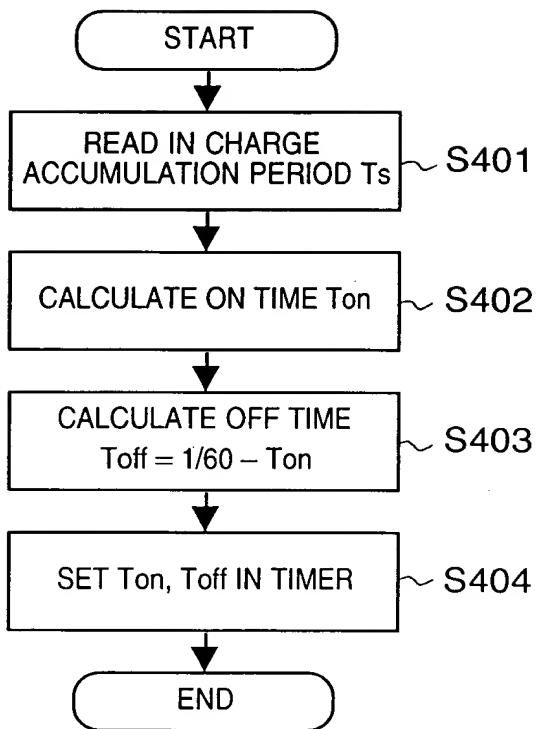 START
READ IN CHARGE
ACCUMULATION PERIOD Ts
S401
CALCULATE ON TIME Ton
S402
CALCULATE OFF TIME
Toff = 1/60 – Ton
S403
SET Ton, Toff IN TIMER
S404
END